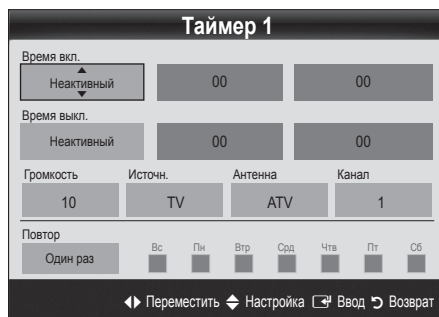 Таймер 1
Время вкл.
Неактивный 00 00
Время выкл.
Неактивный 00 00
Громкость Источн. Антенна Канал
10 TV ATV 1
Повтор Вс Пн Втр Срд Чтв Пт Сб
Один раз
Переместить Настройка Ввод Возврат